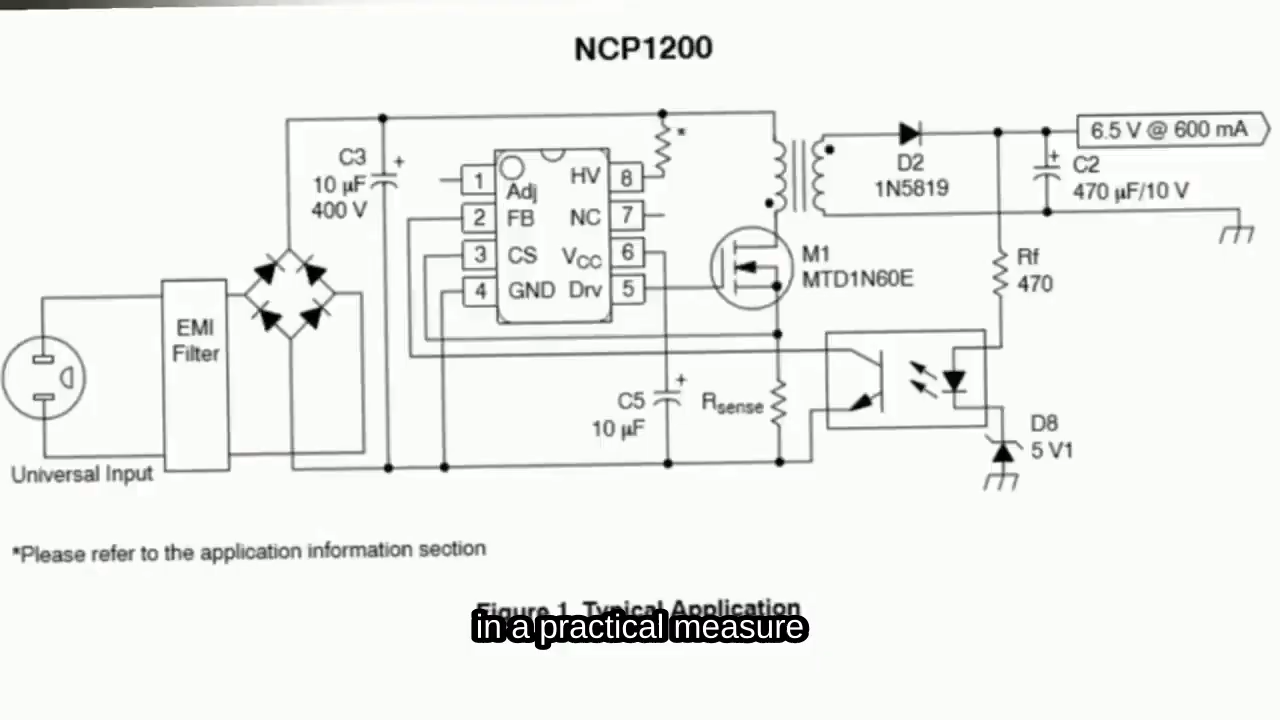 NCP1200
6.5 V @ 600 mA
*
C3
+
10 µF
400 V
1
Adj
HV
8
2
FB
NC
7
3
CS
VCC
6
4
GND
Drv
5
D2
1N5819
+
C2
470 µF/10 V
M1
MTD1N60E
Rf
470
EMI
Filter
+
C5
10 µF
Rsense
D8
5 V1
Universal Input
*Please refer to the application information section
Figure 1. Typical Application
in a practical measure